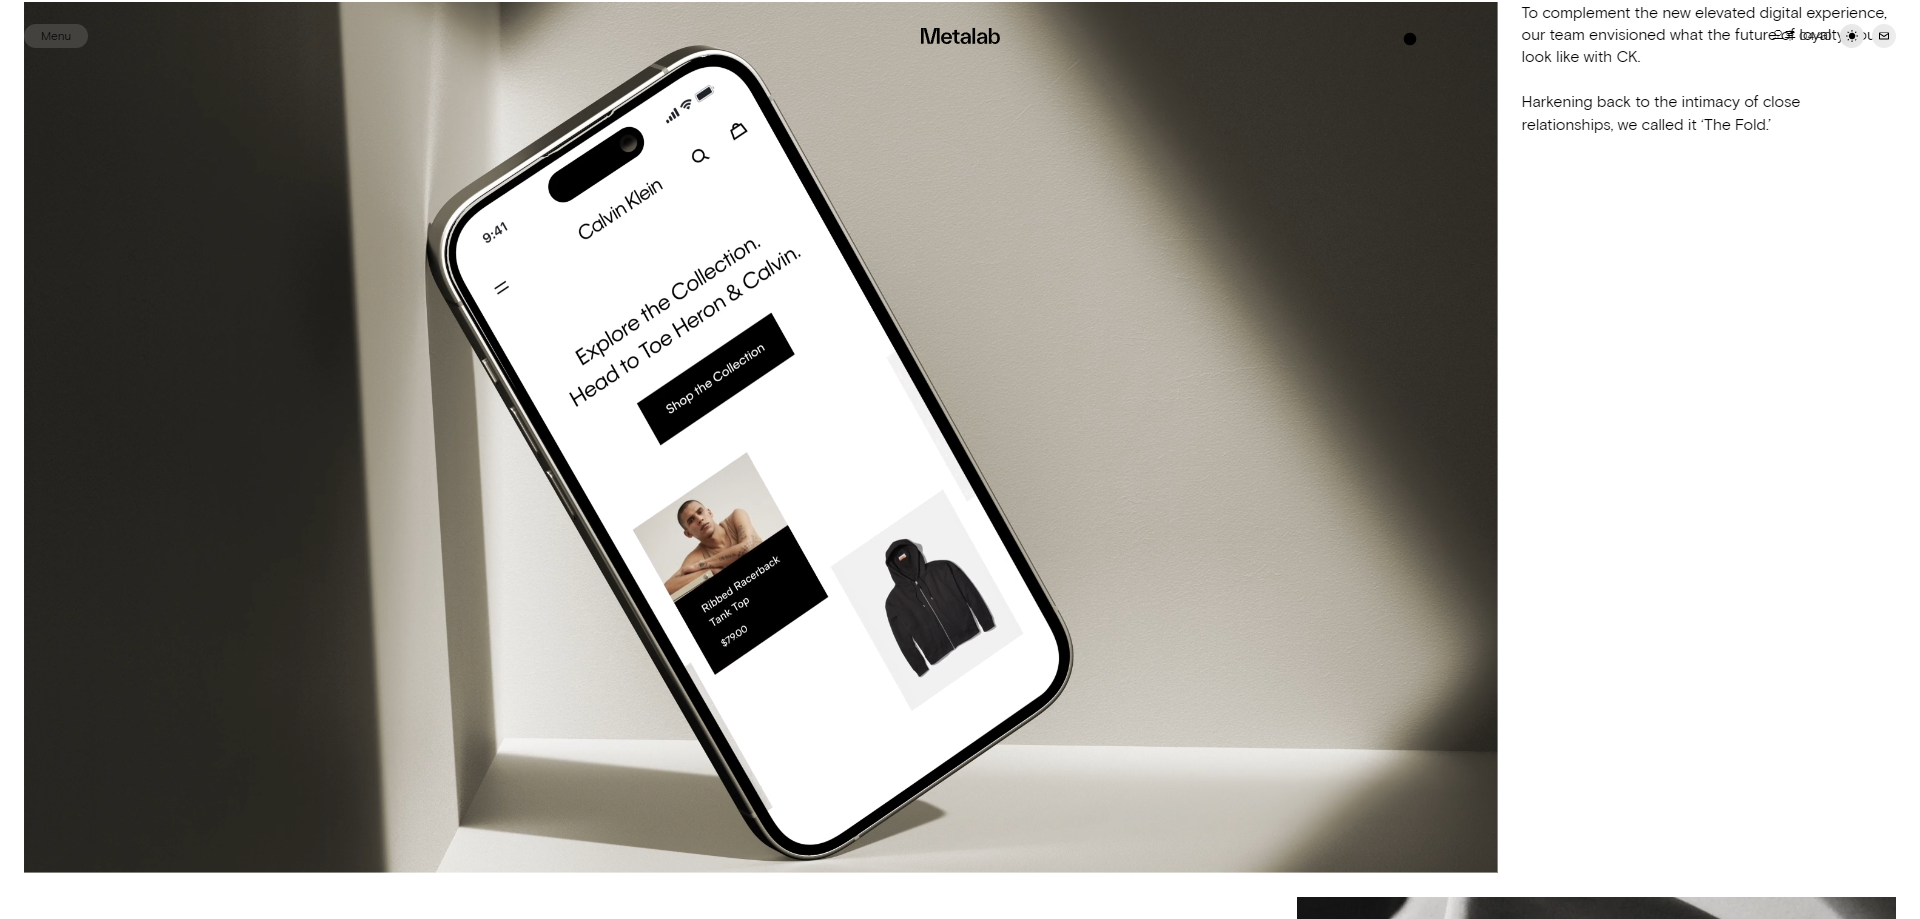 Menu
Metalab
To complement the new elevated digital experience,
our team envisioned what the future of loyalty
look like with CK.
Harkening back to the intimacy of close
relationships, we called it ‘The Fold.’
9:41
Calvin Klein
Explore the Collection.
Head to Toe Heron & Calvin.
Shop the Collection
Ribbed Racerback
Tank Top
$79.00